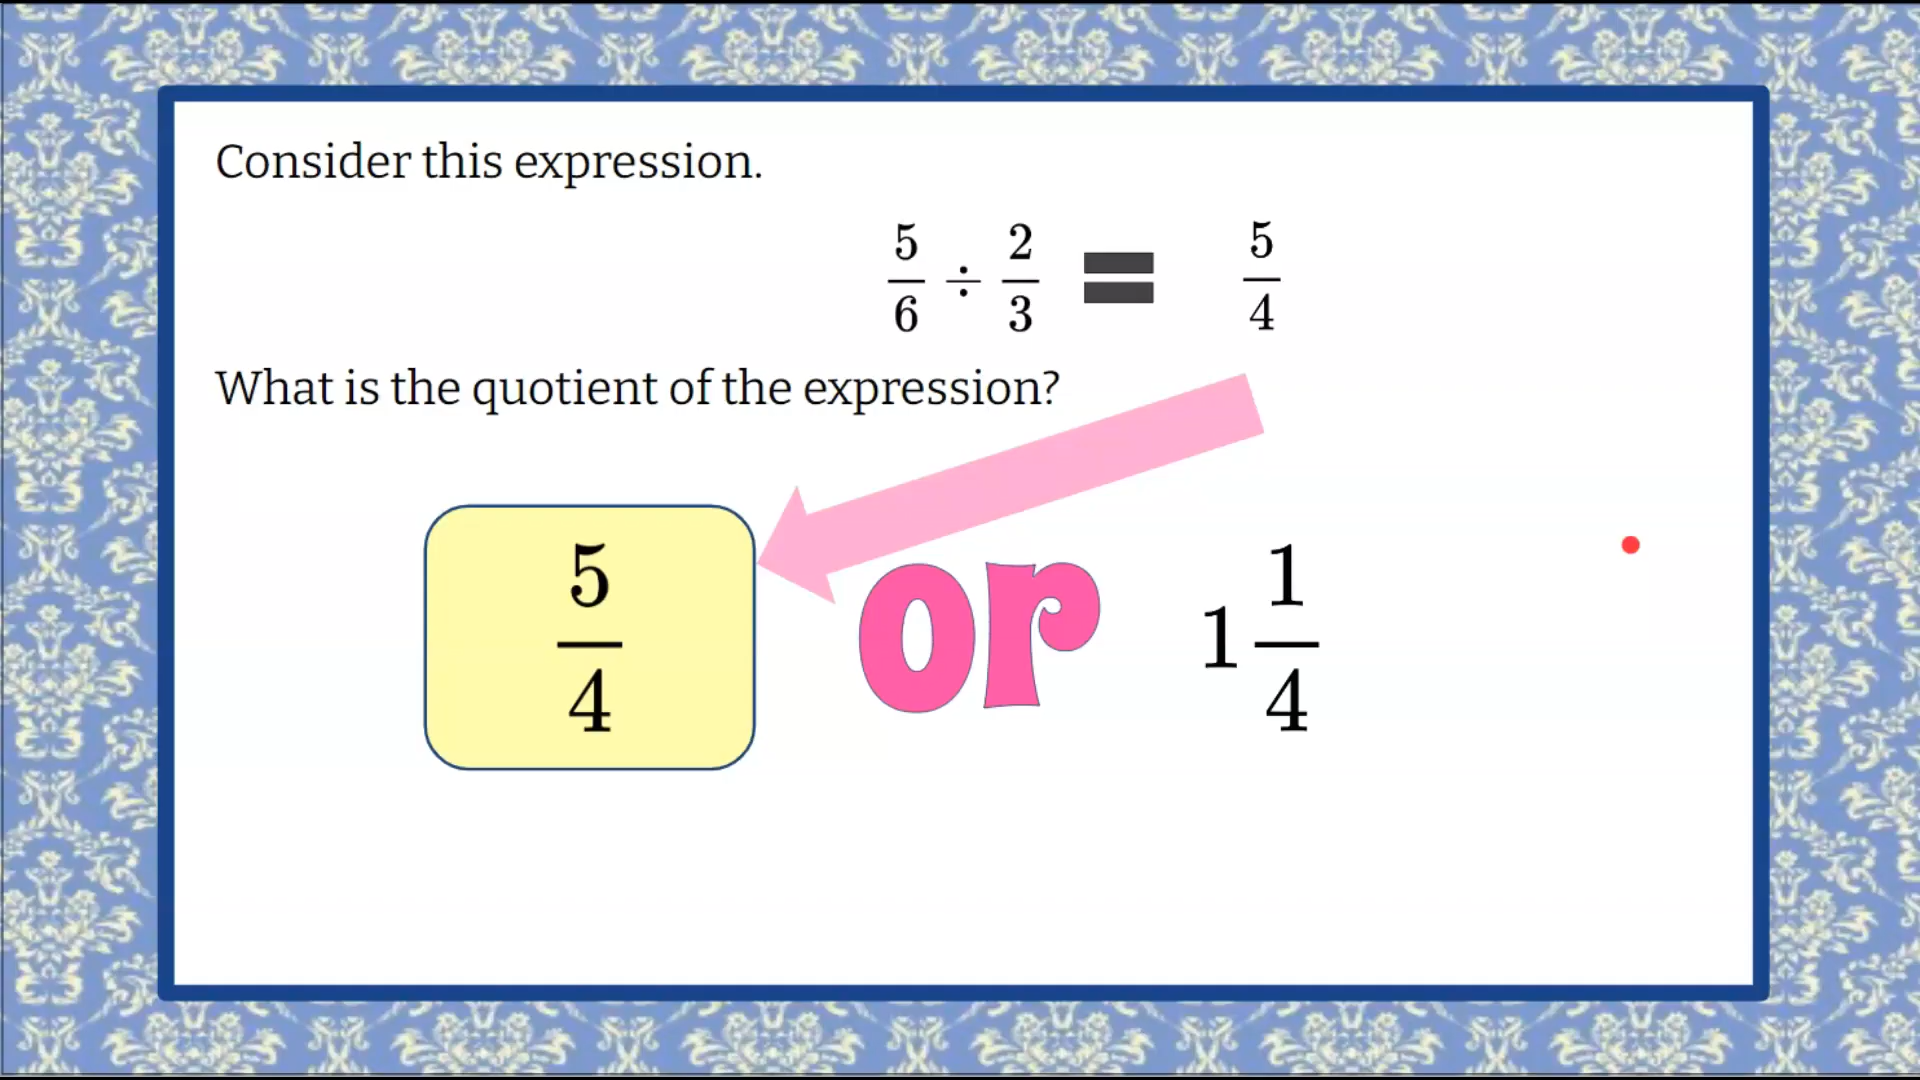 Consider this expression.
5/6 ÷ 2/3 = 5/4
What is the quotient of the expression?
5/4 or 1 1/4